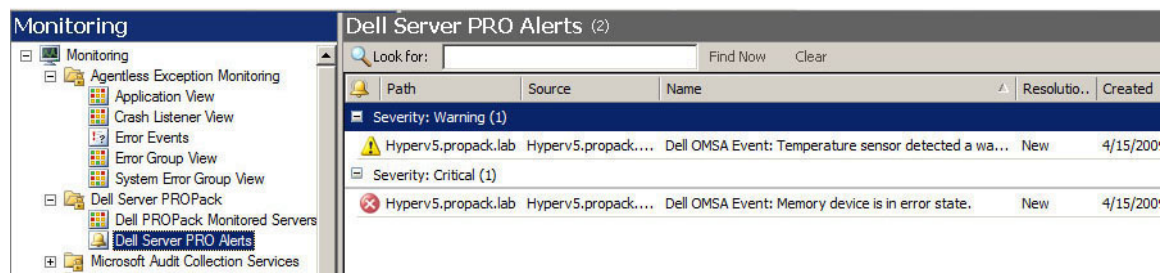 Monitoring
Monitoring
Agentless Exception Monitoring
Application View
Crash Listener View
Error Events
Error Group View
System Error Group View
Dell Server PROPack
Dell PROPack Monitored Servers
Dell Server PRO Alerts
Microsoft Audit Collection Services
Dell Server PRO Alerts (2)
Look for: Find Now Clear
Path Source Name Resolutio.. Created
Severity: Warning (1)
Hyperv5.propack.lab Hyperv5.propack.... Dell OMSA Event: Temperature sensor detected a wa... New 4/15/2009
Severity: Critical (1)
Hyperv5.propack.lab Hyperv5.propack.... Dell OMSA Event: Memory device is in error state. New 4/15/2009